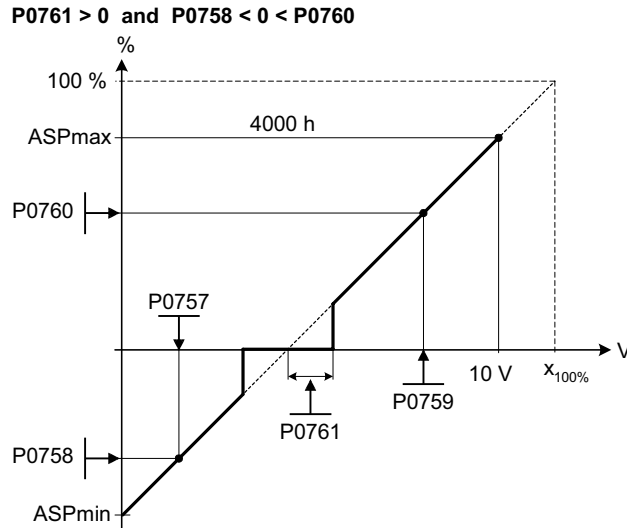 P0761 > 0 and P0758 < 0 < P0760
%
100 %
4000 h
ASPmax
P0760
P0757
V
10 V
x100%
P0759
P0761
P0758
ASPmin